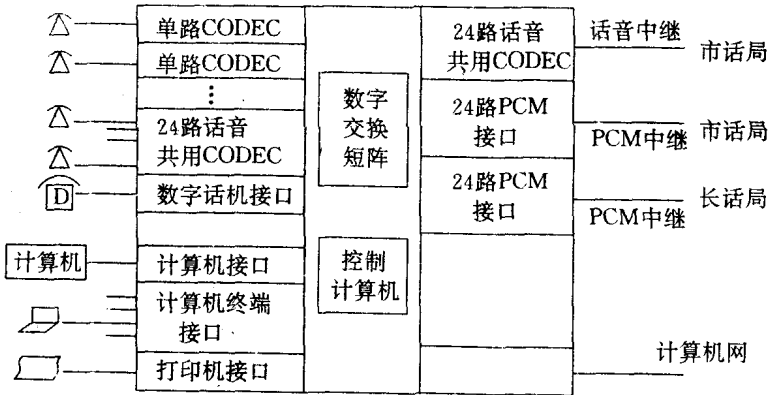 单路CODEC
单路CODEC
⋮
24路话音
共用CODEC
D
数字话机接口
计算机
计算机接口
计算机终端
接口
打印机接口
数字
交换
短阵
控制
计算机
24路话音
共用CODEC
24路PCM
接口
24路PCM
接口
话音中继
市话局
市话局
PCM中继
长话局
PCM中继
计算机网